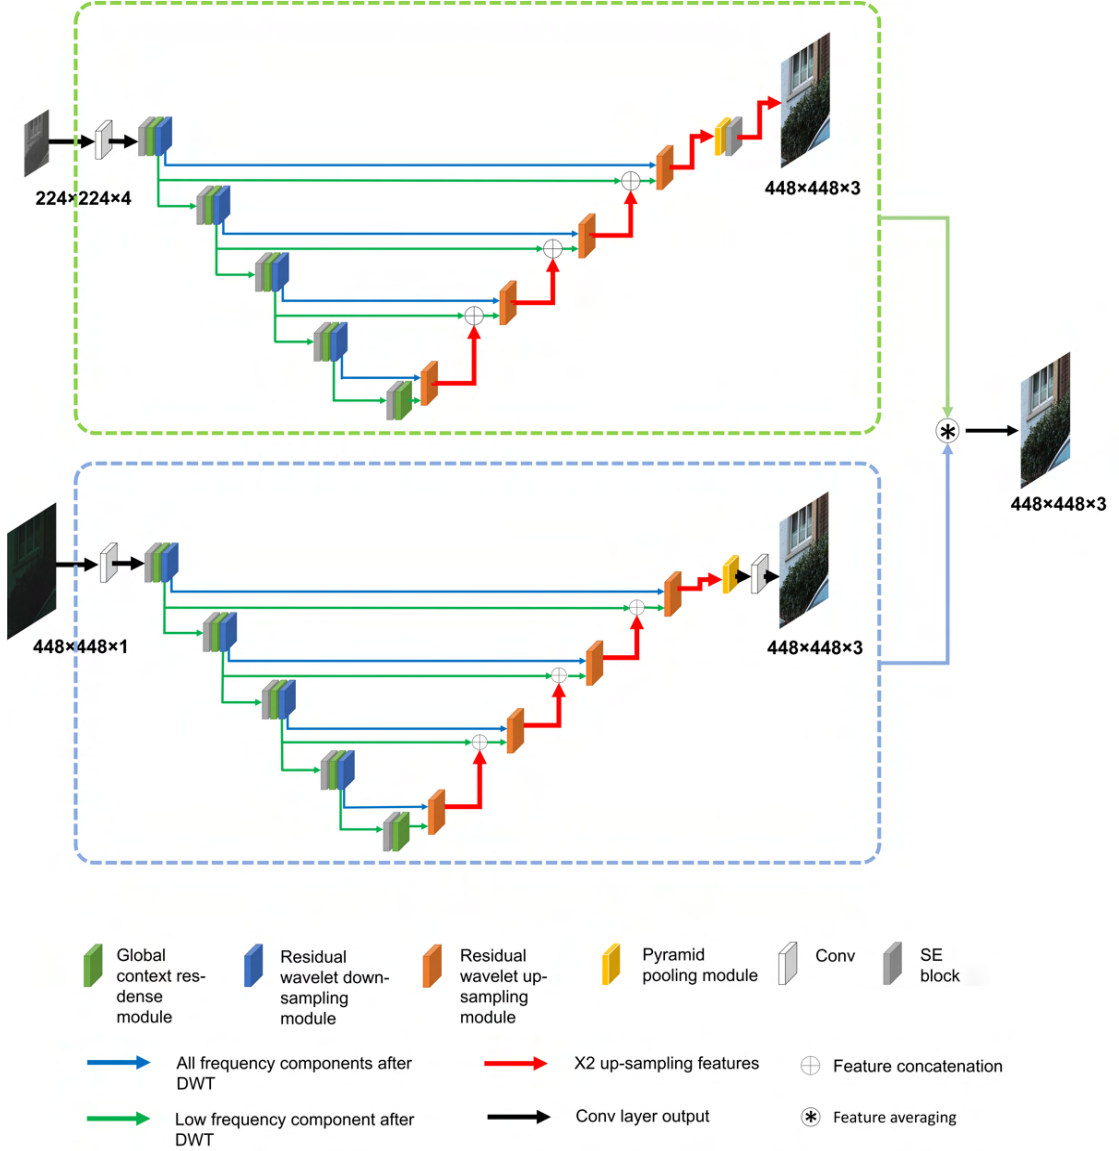 224×224×4
448×448×3
448×448×3
448×448×1
448×448×3
Global
context res-
dense
module
Residual
wavelet down-
sampling
module
Residual
wavelet up-
sampling
module
Pyramid
pooling module
Conv
SE
block
All frequency components after
DWT
X2 up-sampling features
Feature concatenation
Low frequency component after
DWT
Conv layer output
Feature averaging